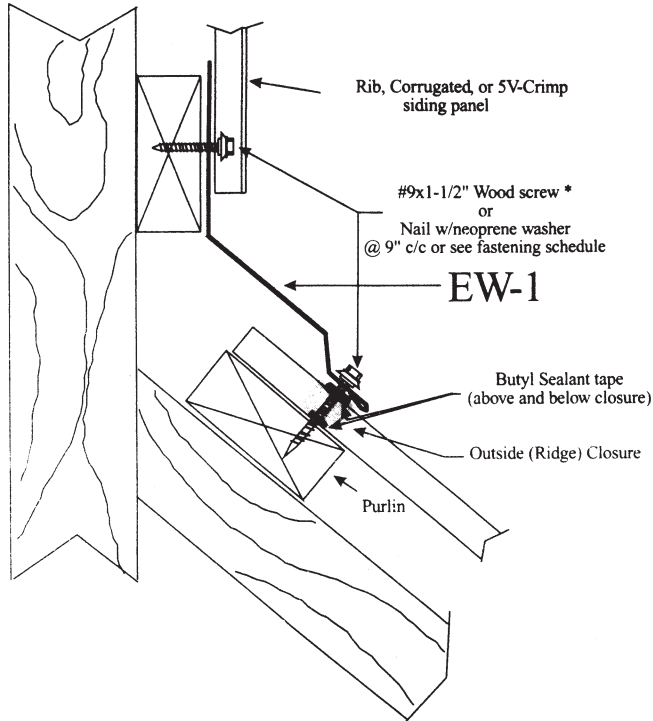 Rib, Corrugated, or 5V-Crimp
siding panel
#9x1-1/2" Wood screw *
or
Nail w/neoprene washer
@ 9" c/c or see fastening schedule
EW-1
Butyl Sealant tape
(above and below closure)
Outside (Ridge) Closure
Purlin